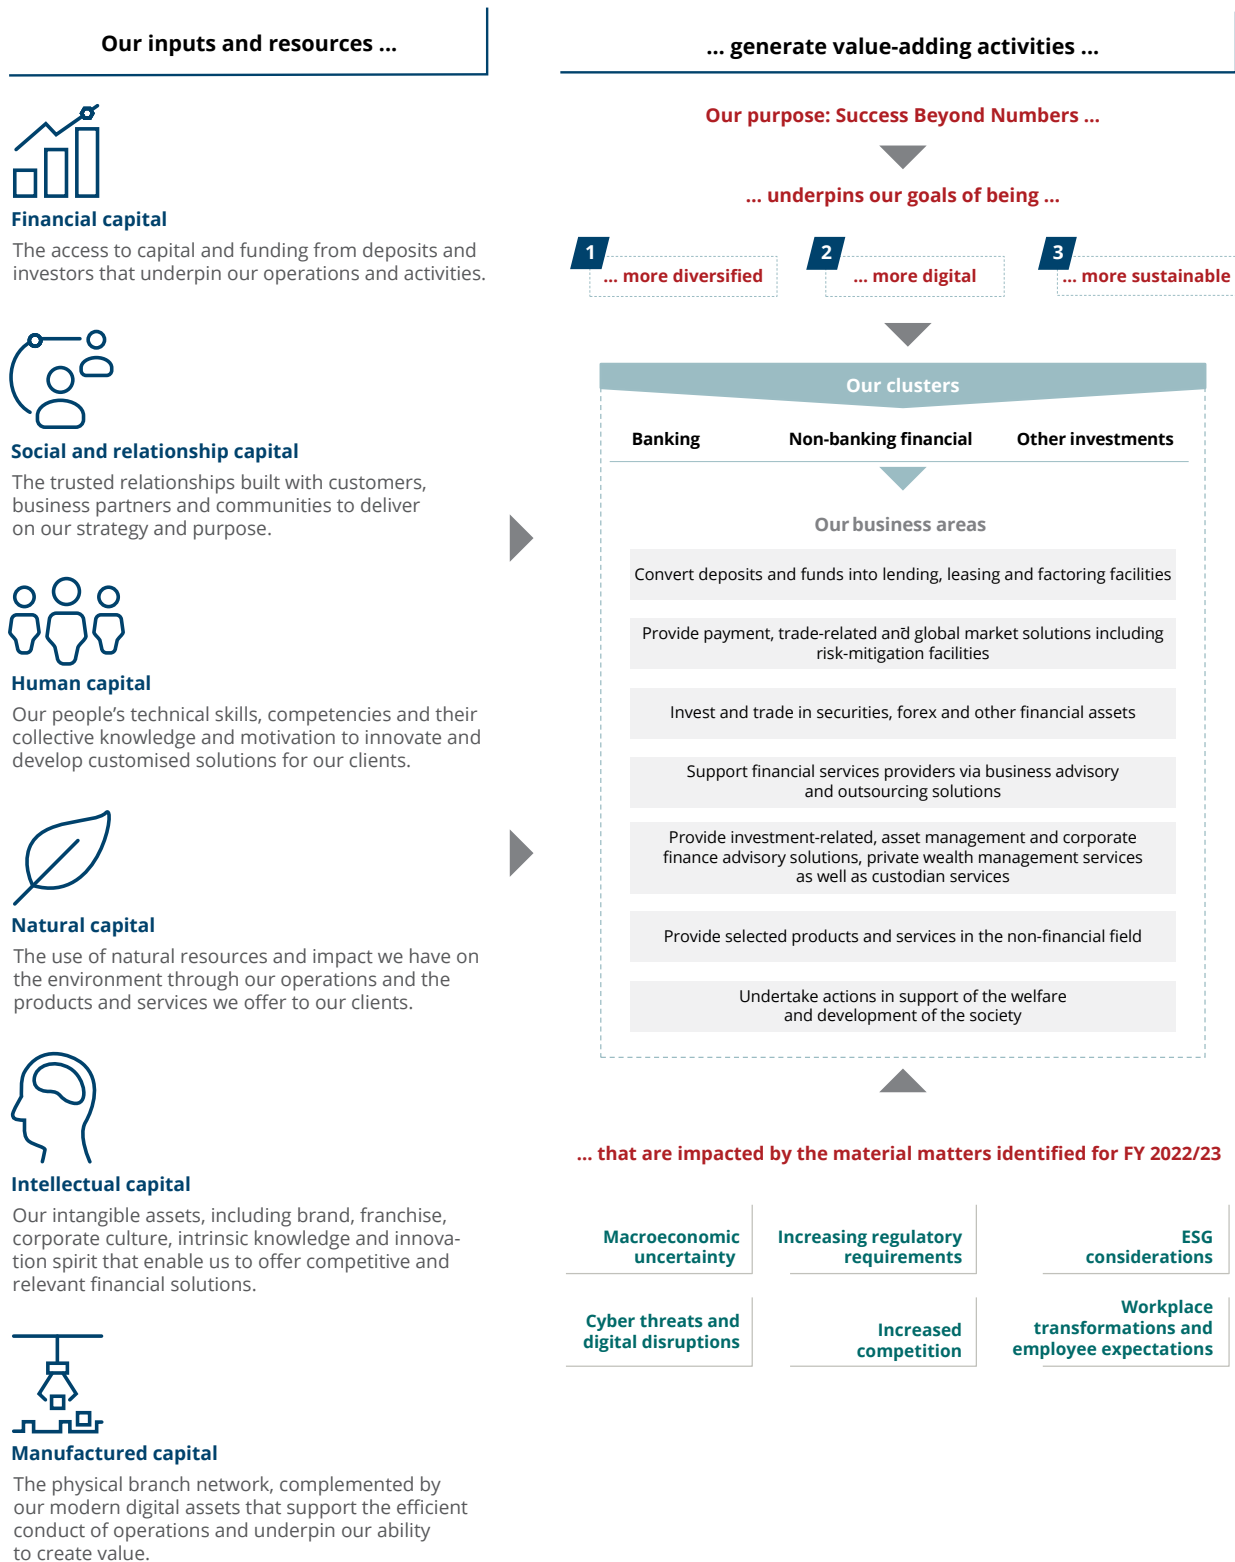 Our inputs and resources ...
Financial capital
The access to capital and funding from deposits and
investors that underpin our operations and activities.
Social and relationship capital
The trusted relationships built with customers,
business partners and communities to deliver
on our strategy and purpose.
Human capital
Our people’s technical skills, competencies and their
collective knowledge and motivation to innovate and
develop customised solutions for our clients.
Natural capital
The use of natural resources and impact we have on
the environment through our operations and the
products and services we offer to our clients.
Intellectual capital
Our intangible assets, including brand, franchise,
corporate culture, intrinsic knowledge and innova-
tion spirit that enable us to offer competitive and
relevant financial solutions.
Manufactured capital
The physical branch network, complemented by
our modern digital assets that support the efficient
conduct of operations and underpin our ability
to create value.
... generate value-adding activities ...
Our purpose: Success Beyond Numbers ...
... underpins our goals of being ...
1
... more diversified
2
... more digital
3
... more sustainable
Our clusters
Banking
Non-banking financial
Other investments
Our business areas
Convert deposits and funds into lending, leasing and factoring facilities
Provide payment, trade-related and global market solutions including
risk-mitigation facilities
Invest and trade in securities, forex and other financial assets
Support financial services providers via business advisory
and outsourcing solutions
Provide investment-related, asset management and corporate
finance advisory solutions, private wealth management services
as well as custodian services
Provide selected products and services in the non-financial field
Undertake actions in support of the welfare
and development of the society
... that are impacted by the material matters identified for FY 2022/23
Macroeconomic
uncertainty
Increasing regulatory
requirements
ESG
considerations
Cyber threats and
digital disruptions
Increased
competition
Workplace
transformations and
employee expectations